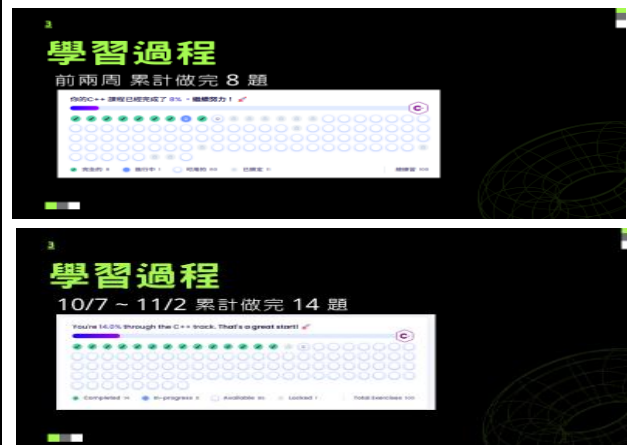 3
學習過程
前兩周 累計做完 8 題
你的C++ 課程已經完成了 8%，繼續努力！
3
學習過程
10/7 ~ 11/2 累計做完 14 題
You're 14.0% through the C++ track. That's a great start!
Completed 14 In-progress Available Locked Total Exercises